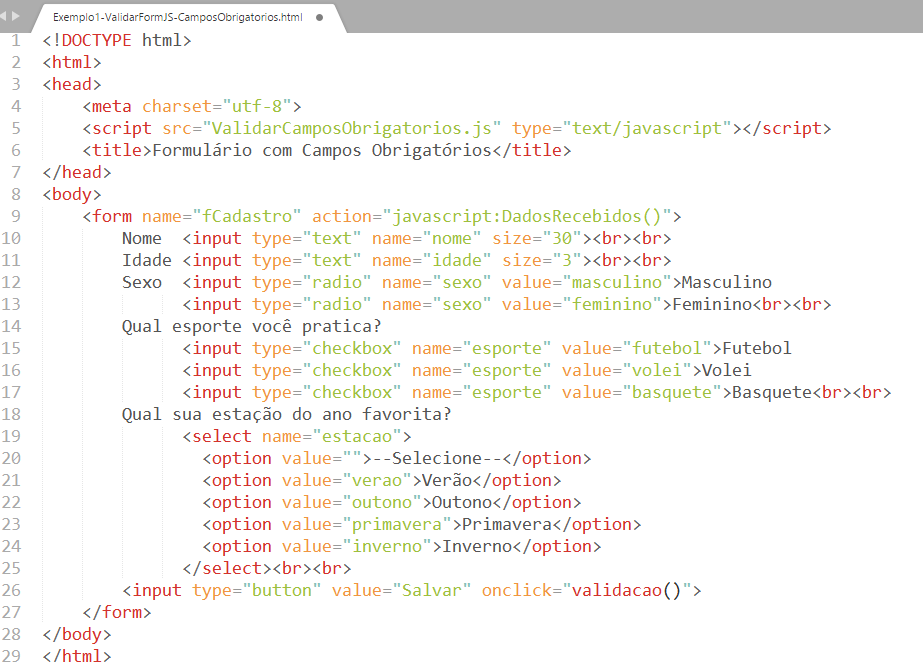 Exemplo1-ValidarFormJS-CamposObrigatorios.html
1 <!DOCTYPE html>
2 <html>
3 <head>
4     <meta charset="utf-8">
5     <script src="ValidarCamposObrigatorios.js" type="text/javascript"></script>
6     <title>Formulário com Campos Obrigatórios</title>
7 </head>
8 <body>
9     <form name="fCadastro" action="javascript:DadosRecebidos()">
10         Nome  <input type="text" name="nome" size="30"><br><br>
11         Idade <input type="text" name="idade" size="3"><br><br>
12         Sexo  <input type="radio" name="sexo" value="masculino">Masculino
13               <input type="radio" name="sexo" value="feminino">Feminino<br><br>
14         Qual esporte você pratica?
15               <input type="checkbox" name="esporte" value="futebol">Futebol
16               <input type="checkbox" name="esporte" value="volei">Volei
17               <input type="checkbox" name="esporte" value="basquete">Basquete<br><br>
18         Qual sua estação do ano favorita?
19               <select name="estacao">
20                 <option value="">--Selecione--</option>
21                 <option value="verao">Verão</option>
22                 <option value="outono">Outono</option>
23                 <option value="primavera">Primavera</option>
24                 <option value="inverno">Inverno</option>
25               </select><br><br>
26         <input type="button" value="Salvar" onclick="validacao()">
27     </form>
28 </body>
29 </html>